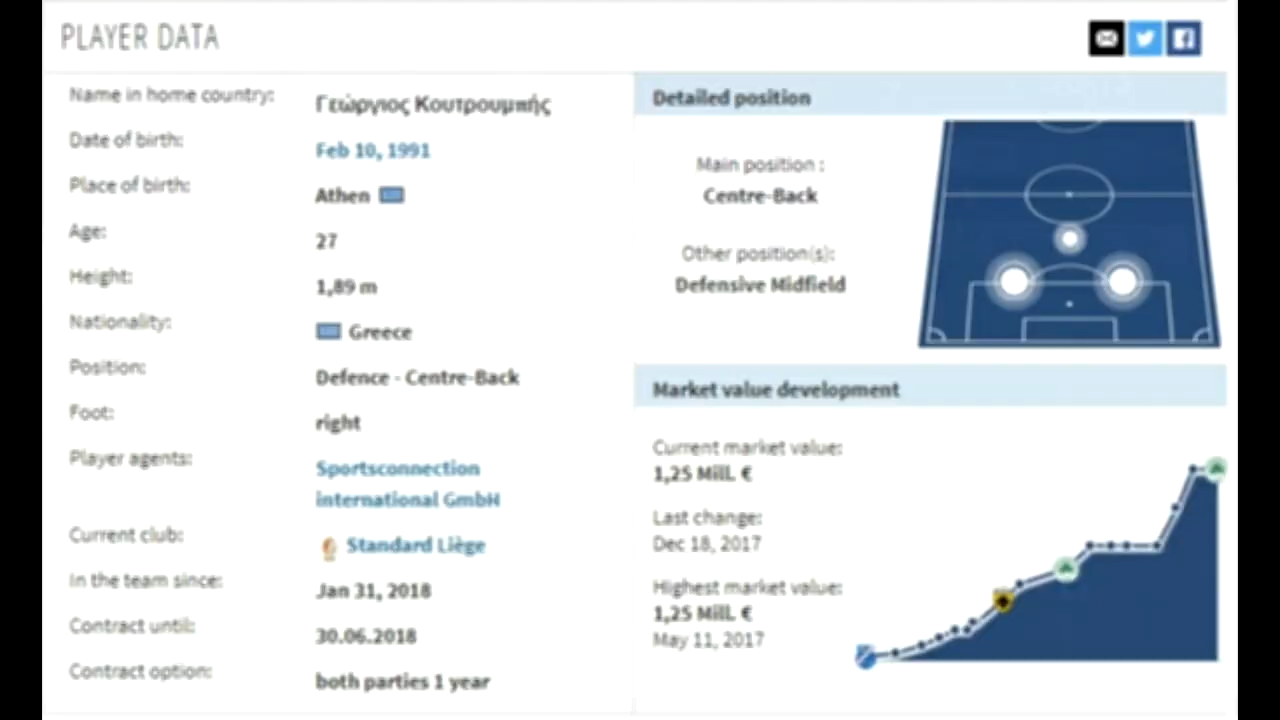 PLAYER DATA
Name in home country: Γεώργιος Κουτρουμπής
Date of birth: Feb 10, 1991
Place of birth: Athen
Age: 27
Height: 1,89 m
Nationality: Greece
Position: Defence - Centre-Back
Foot: right
Player agents: Sportsconnection
international GmbH
Current club: Standard Liège
In the team since: Jan 31, 2018
Contract until: 30.06.2018
Contract option: both parties 1 year
Detailed position
Main position :
Centre-Back
Other position(s):
Defensive Midfield
Market value development
Current market value:
1,25 Mill. €
Last change:
Dec 18, 2017
Highest market value:
1,25 Mill. €
May 11, 2017